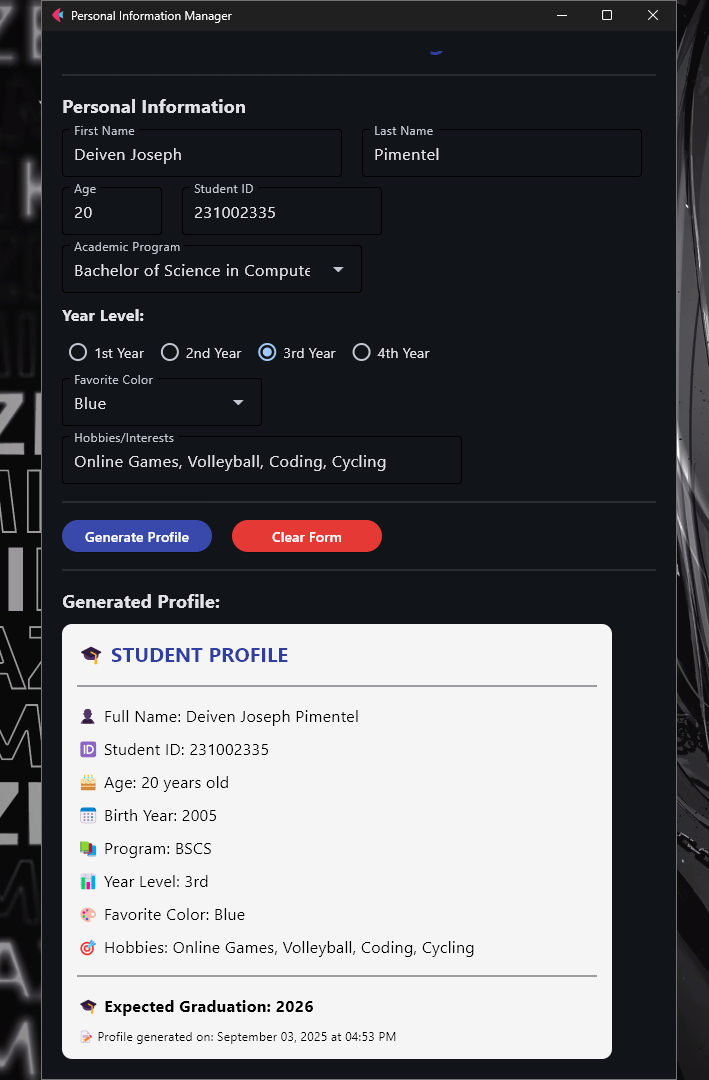 Personal Information Manager
Personal Information
First Name
Deiven Joseph
Last Name
Pimentel
Age
20
Student ID
231002335
Academic Program
Bachelor of Science in Compute
Year Level:
1st Year 2nd Year 3rd Year 4th Year
Favorite Color
Blue
Hobbies/Interests
Online Games, Volleyball, Coding, Cycling
Generate Profile Clear Form
Generated Profile:
STUDENT PROFILE
Full Name: Deiven Joseph Pimentel
ID Student ID: 231002335
Age: 20 years old
Birth Year: 2005
Program: BSCS
Year Level: 3rd
Favorite Color: Blue
Hobbies: Online Games, Volleyball, Coding, Cycling
Expected Graduation: 2026
Profile generated on: September 03, 2025 at 04:53 PM